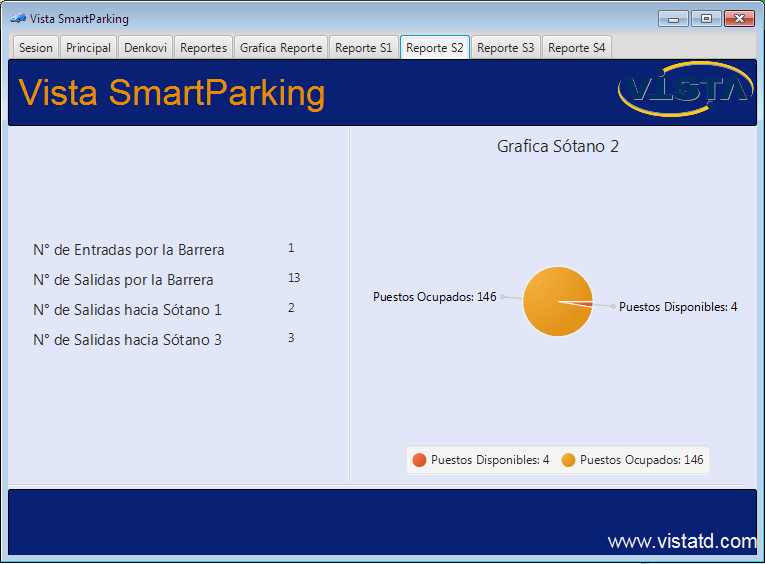 Vista SmartParking
Sesion Principal Denkovi Reportes Grafica Reporte Reporte S1 Reporte S2 Reporte S3 Reporte S4
Vista SmartParking
VISTA
Grafica Sótano 2
N° de Entradas por la Barrera 1
N° de Salidas por la Barrera 13
N° de Salidas hacia Sótano 1 2
N° de Salidas hacia Sótano 3 3
Puestos Ocupados: 146
Puestos Disponibles: 4
Puestos Disponibles: 4 Puestos Ocupados: 146
www.vistatd.com